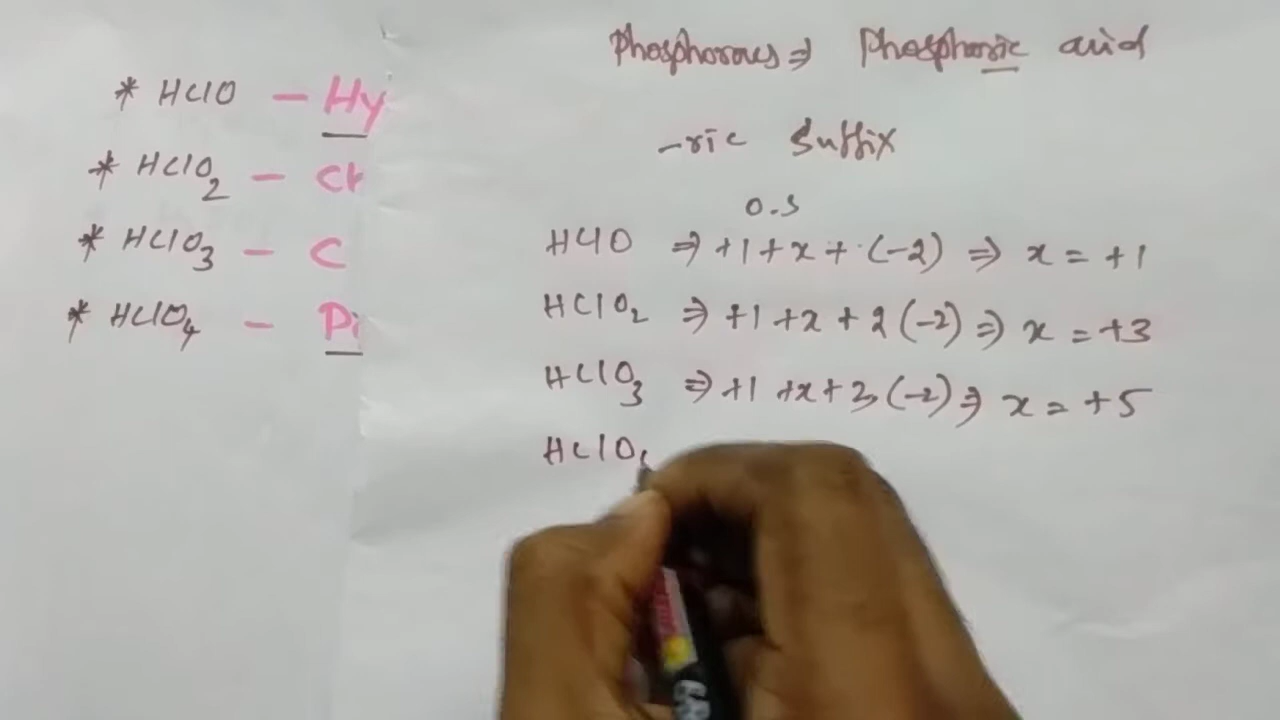 * HClO - Hy
* HClO2 - Ch
* HClO3 - C
* HClO4 - Pi
Phosphorous ⇒ Phosphoric acid
-ric Suffix
O.S
HClO ⇒ +1+x+(-2) ⇒ x = +1
HClO2 ⇒ +1+x+2(-2) ⇒ x = +3
HClO3 ⇒ +1+x+3(-2) ⇒ x = +5
HClO